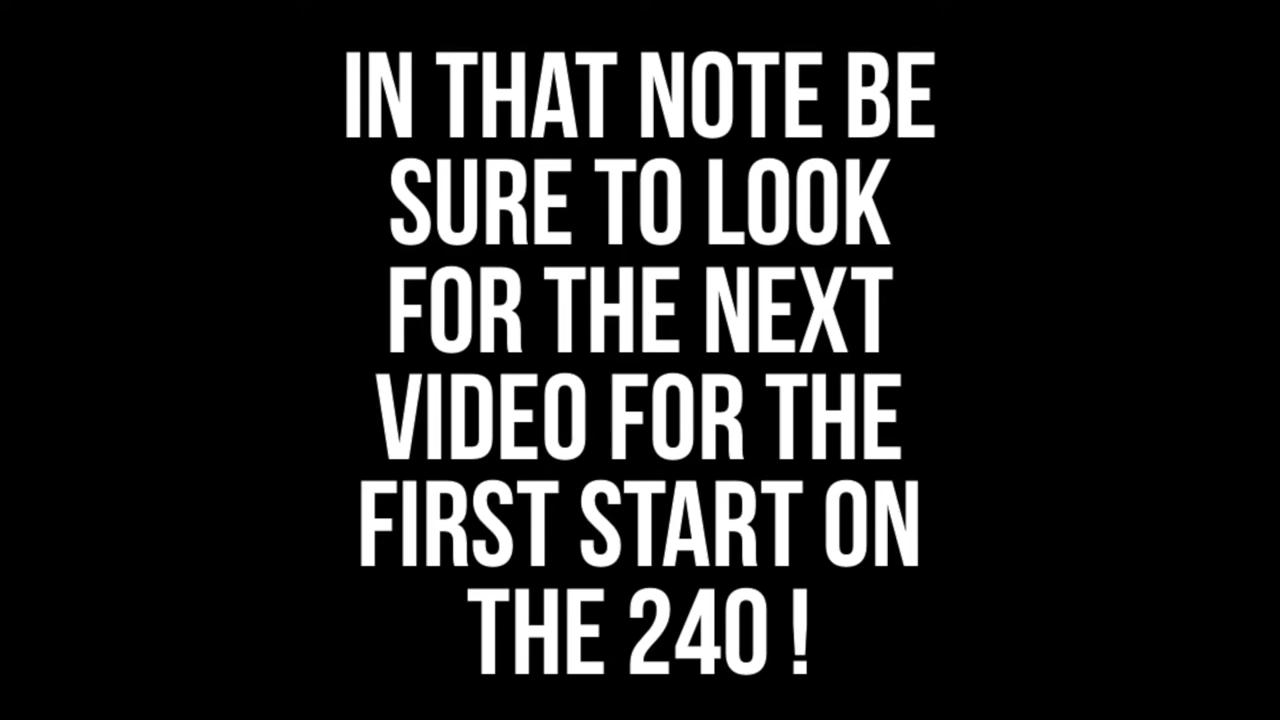 IN THAT NOTE BE
SURE TO LOOK
FOR THE NEXT
VIDEO FOR THE
FIRST START ON
THE 240 !